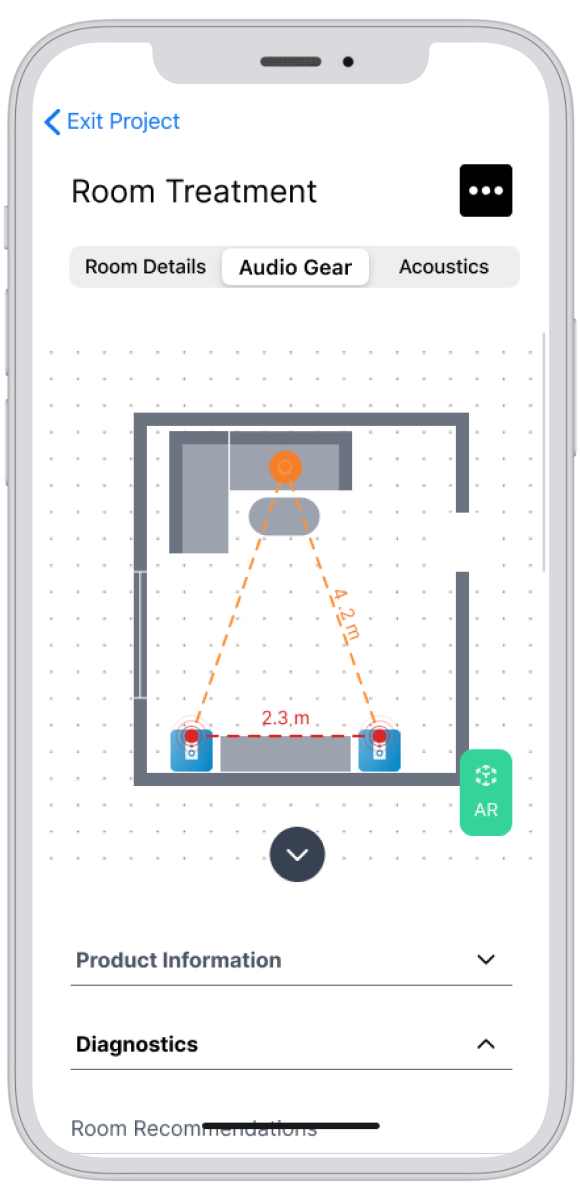 Exit Project
Room Treatment
Room Details
Audio Gear
Acoustics
4.2 m
2.3 m
AR
Product Information
Diagnostics
Room Recommendations